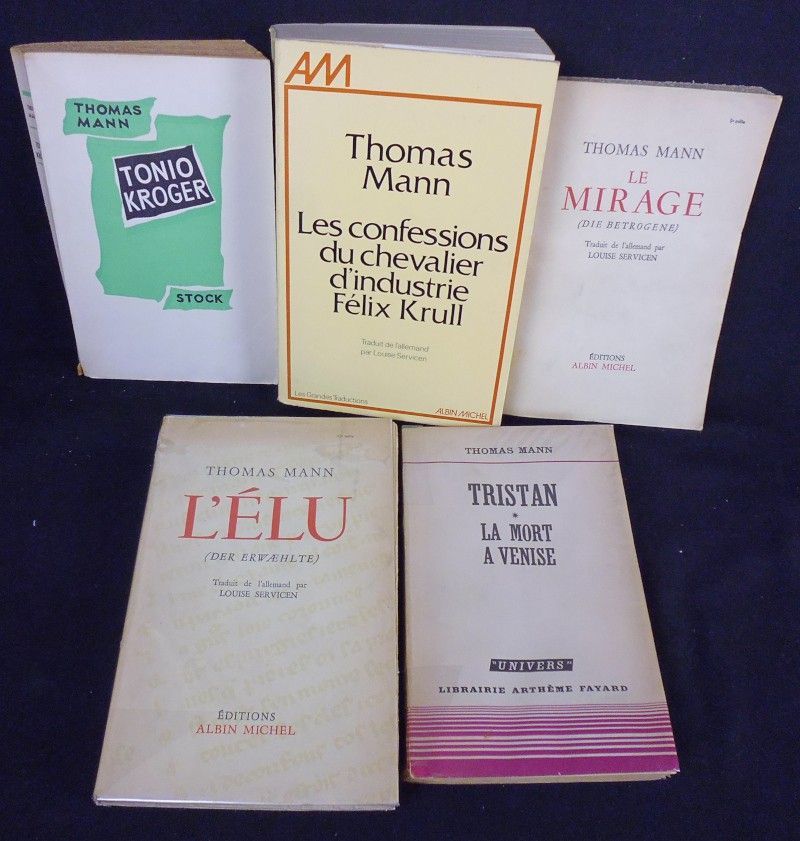 THOMAS
MANN
TONIO
KROGER
STOCK
AM
Thomas
Mann
Les confessions
du chevalier
d'industrie
Félix Krull
Traduit de l'allemand
par Louise Servicen
Les Grandes Traductions
ALBIN MICHEL
THOMAS MANN
LE
MIRAGE
(DIE BETROGENE)
Traduit de l'allemand par
LOUISE SERVICEN
ÉDITIONS
ALBIN MICHEL
THOMAS MANN
L'ÉLU
(DER ERWÆHLTE)
Traduit de l'allemand par
LOUISE SERVICEN
ÉDITIONS
ALBIN MICHEL
THOMAS MANN
TRISTAN
*
LA MORT
A VENISE
"UNIVERS"
LIBRAIRIE ARTHÈME FAYARD